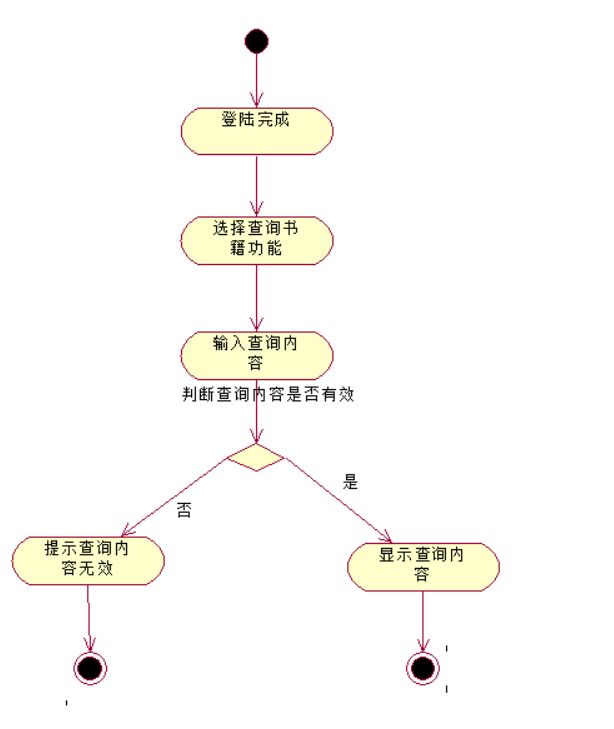 登陆完成
选择查询书
籍功能
输入查询内
容
判断查询内容是否有效
是
否
提示查询内
容无效
显示查询内
容